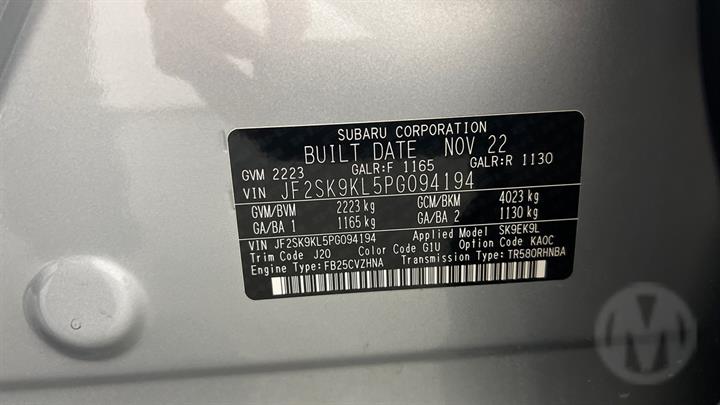 SUBARU CORPORATION
BUILT DATE NOV 22
GVM 2223 GALR:F 1165 GALR:R 1130
VIN JF2SK9KL5PG094194
GVM/BVM 2223 kg GCM/BKM 4023 kg
GA/BA 1 1165 kg GA/BA 2 1130 kg
VIN JF2SK9KL5PG094194 Applied Model SK9EK9L
Trim Code J20 Color Code G1U Option Code KA0C
Engine Type:FB25CVZHNA Transmission Type:TR580RHNBA
M